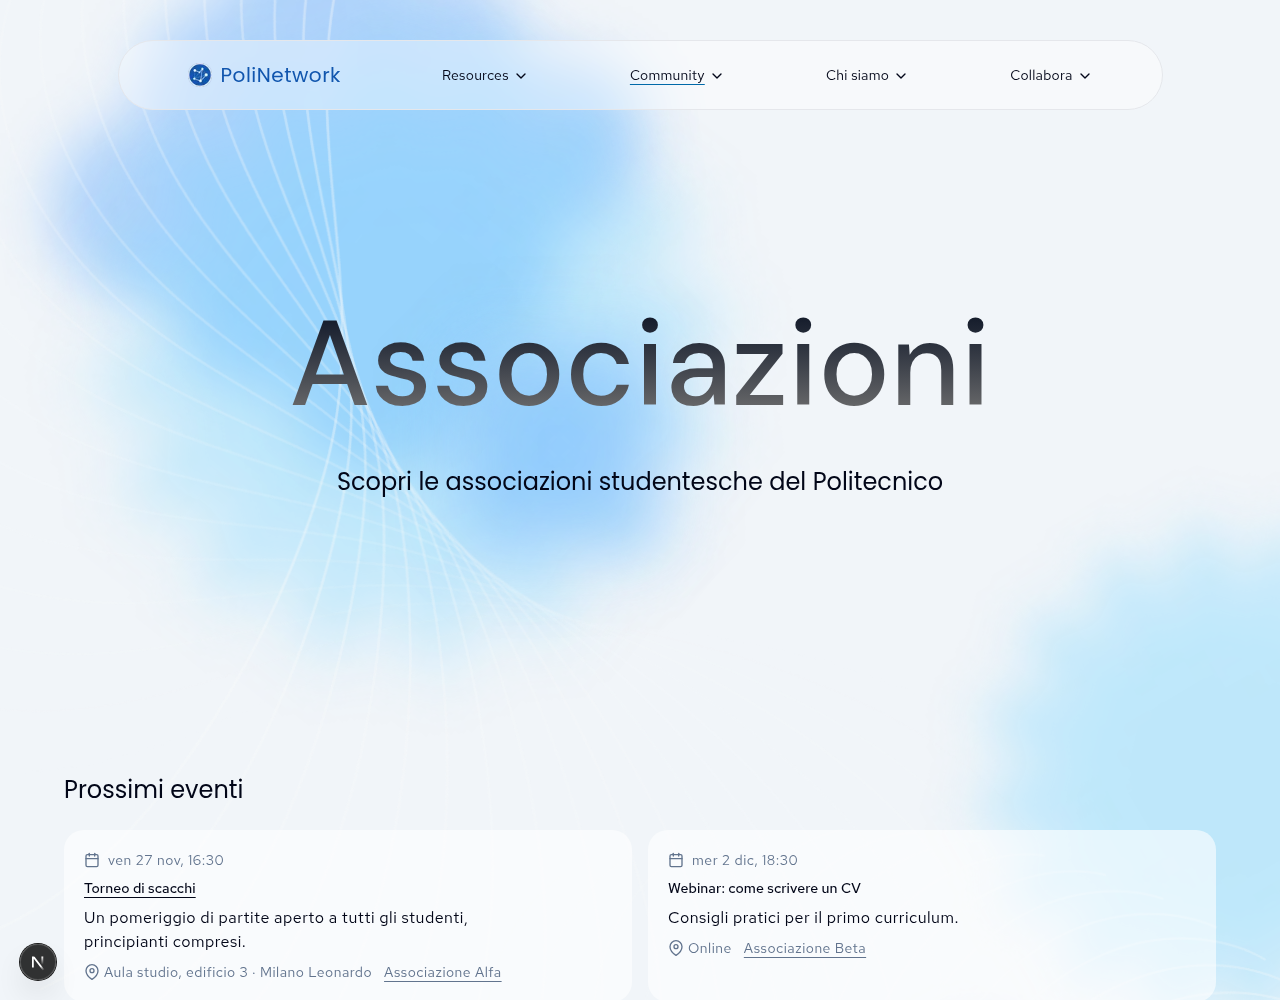 PoliNetwork
Resources
Community
Chi siamo
Collabora
Associazioni
Scopri le associazioni studentesche del Politecnico
Prossimi eventi
ven 27 nov, 16:30
Torneo di scacchi
Un pomeriggio di partite aperto a tutti gli studenti,
principianti compresi.
Aula studio, edificio 3 · Milano Leonardo Associazione Alfa
mer 2 dic, 18:30
Webinar: come scrivere un CV
Consigli pratici per il primo curriculum.
Online Associazione Beta
N